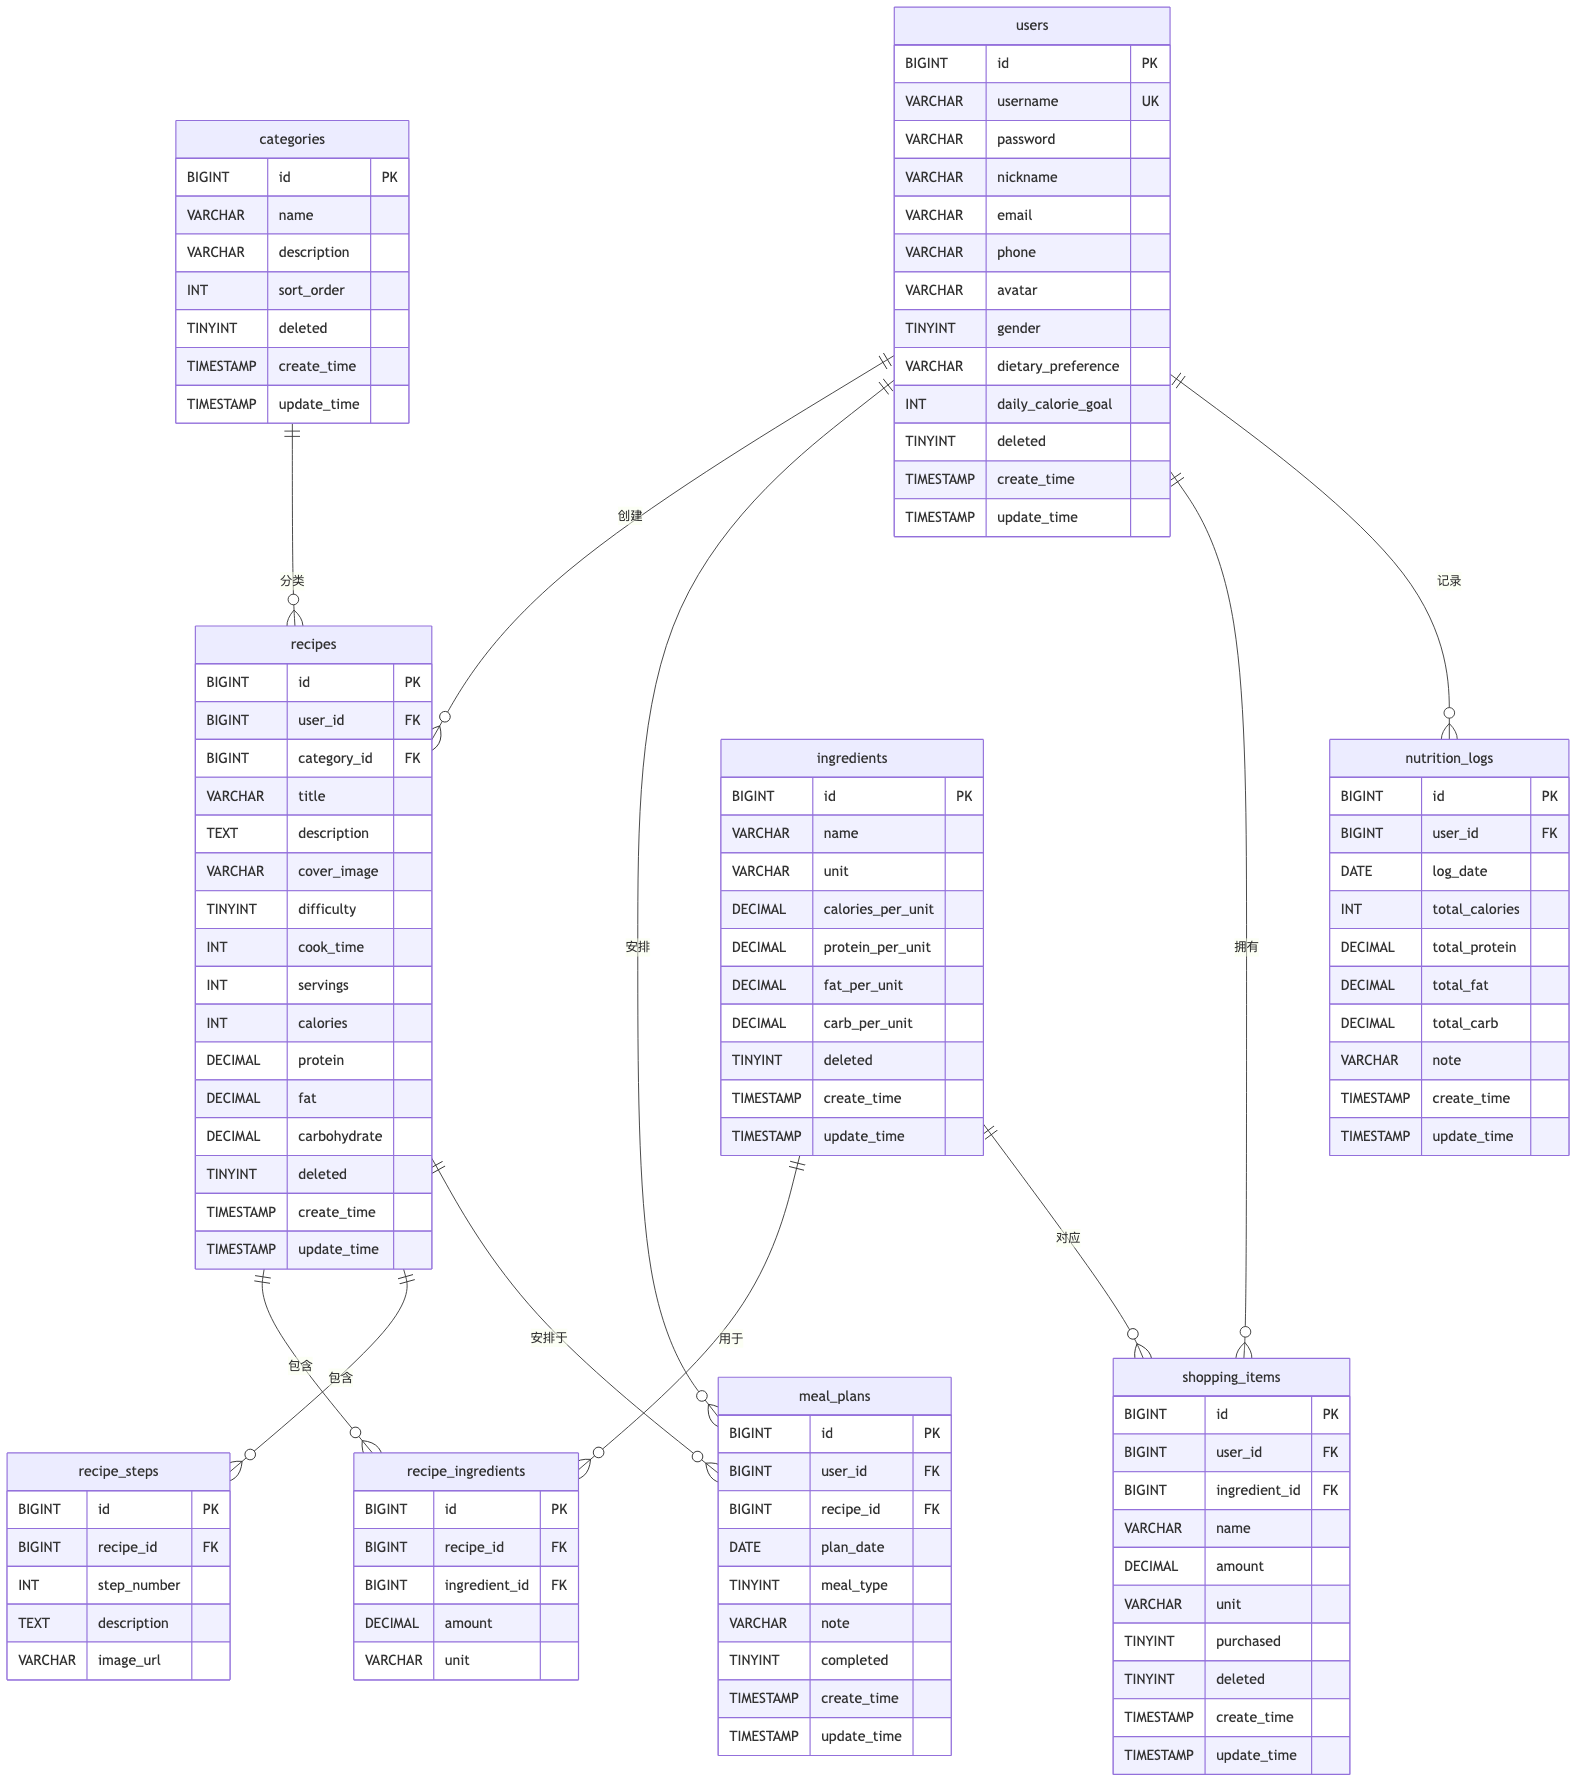 users
BIGINT id PK
VARCHAR username UK
VARCHAR password
VARCHAR nickname
VARCHAR email
VARCHAR phone
VARCHAR avatar
TINYINT gender
VARCHAR dietary_preference
INT daily_calorie_goal
TINYINT deleted
TIMESTAMP create_time
TIMESTAMP update_time
categories
BIGINT id PK
VARCHAR name
VARCHAR description
INT sort_order
TINYINT deleted
TIMESTAMP create_time
TIMESTAMP update_time
创建
分类
记录
recipes
BIGINT id PK
BIGINT user_id FK
BIGINT category_id FK
VARCHAR title
TEXT description
VARCHAR cover_image
TINYINT difficulty
INT cook_time
INT servings
INT calories
DECIMAL protein
DECIMAL fat
DECIMAL carbohydrate
TINYINT deleted
TIMESTAMP create_time
TIMESTAMP update_time
安排
ingredients
BIGINT id PK
VARCHAR name
VARCHAR unit
DECIMAL calories_per_unit
DECIMAL protein_per_unit
DECIMAL fat_per_unit
DECIMAL carb_per_unit
TINYINT deleted
TIMESTAMP create_time
TIMESTAMP update_time
拥有
nutrition_logs
BIGINT id PK
BIGINT user_id FK
DATE log_date
INT total_calories
DECIMAL total_protein
DECIMAL total_fat
DECIMAL total_carb
VARCHAR note
TIMESTAMP create_time
TIMESTAMP update_time
对应
安排于
用于
包含
包含
recipe_steps
BIGINT id PK
BIGINT recipe_id FK
INT step_number
TEXT description
VARCHAR image_url
recipe_ingredients
BIGINT id PK
BIGINT recipe_id FK
BIGINT ingredient_id FK
DECIMAL amount
VARCHAR unit
meal_plans
BIGINT id PK
BIGINT user_id FK
BIGINT recipe_id FK
DATE plan_date
TINYINT meal_type
VARCHAR note
TINYINT completed
TIMESTAMP create_time
TIMESTAMP update_time
shopping_items
BIGINT id PK
BIGINT user_id FK
BIGINT ingredient_id FK
VARCHAR name
DECIMAL amount
VARCHAR unit
TINYINT purchased
TINYINT deleted
TIMESTAMP create_time
TIMESTAMP update_time